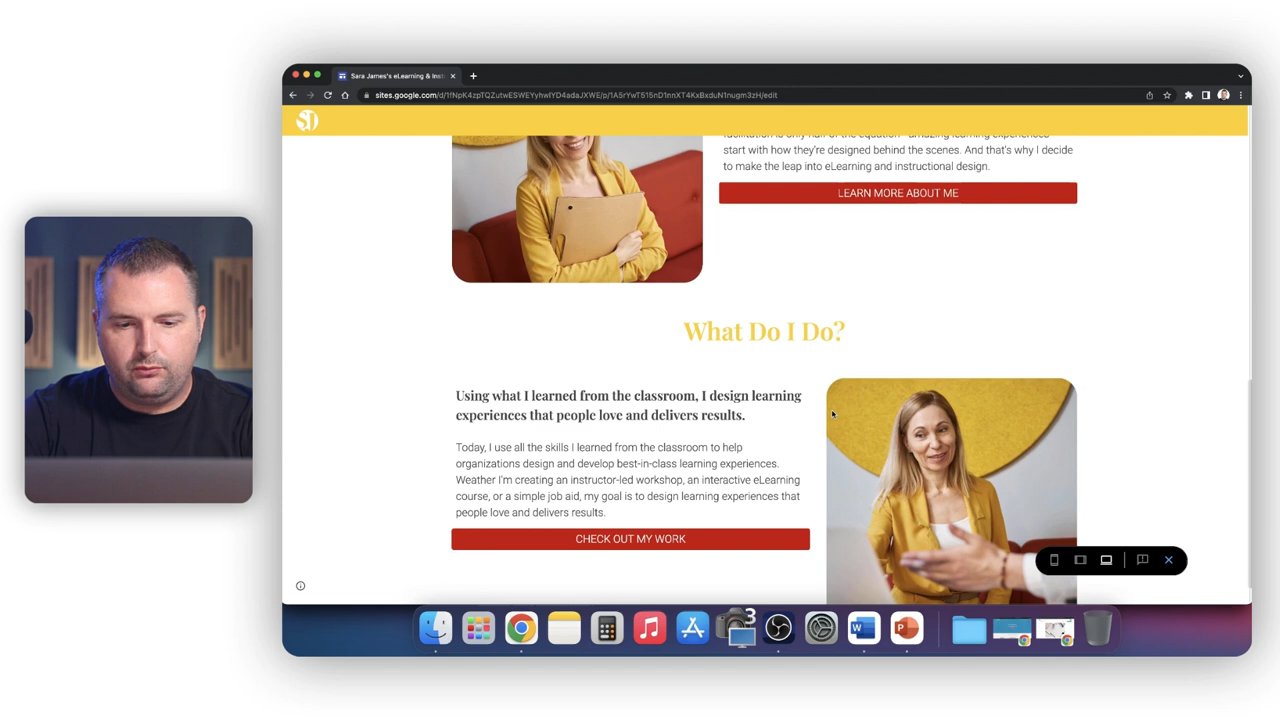 Sara James's eLearning & Inst
sites.google.com/d/1fNpK4zpTQZutwESWEYyhwIYD4adaJXWE/p/1A5rYwT515nD1nnXT4KxBxduN1nugm3zH/edit
facilitation is only half of the equation - amazing learning experiences
start with how they're designed behind the scenes. And that's why I decide
to make the leap into eLearning and instructional design.
LEARN MORE ABOUT ME
What Do I Do?
Using what I learned from the classroom, I design learning
experiences that people love and delivers results.
Today, I use all the skills I learned from the classroom to help
organizations design and develop best-in-class learning experiences.
Weather I'm creating an instructor-led workshop, an interactive eLearning
course, or a simple job aid, my goal is to design learning experiences that
people love and delivers results.
CHECK OUT MY WORK
3
W
P